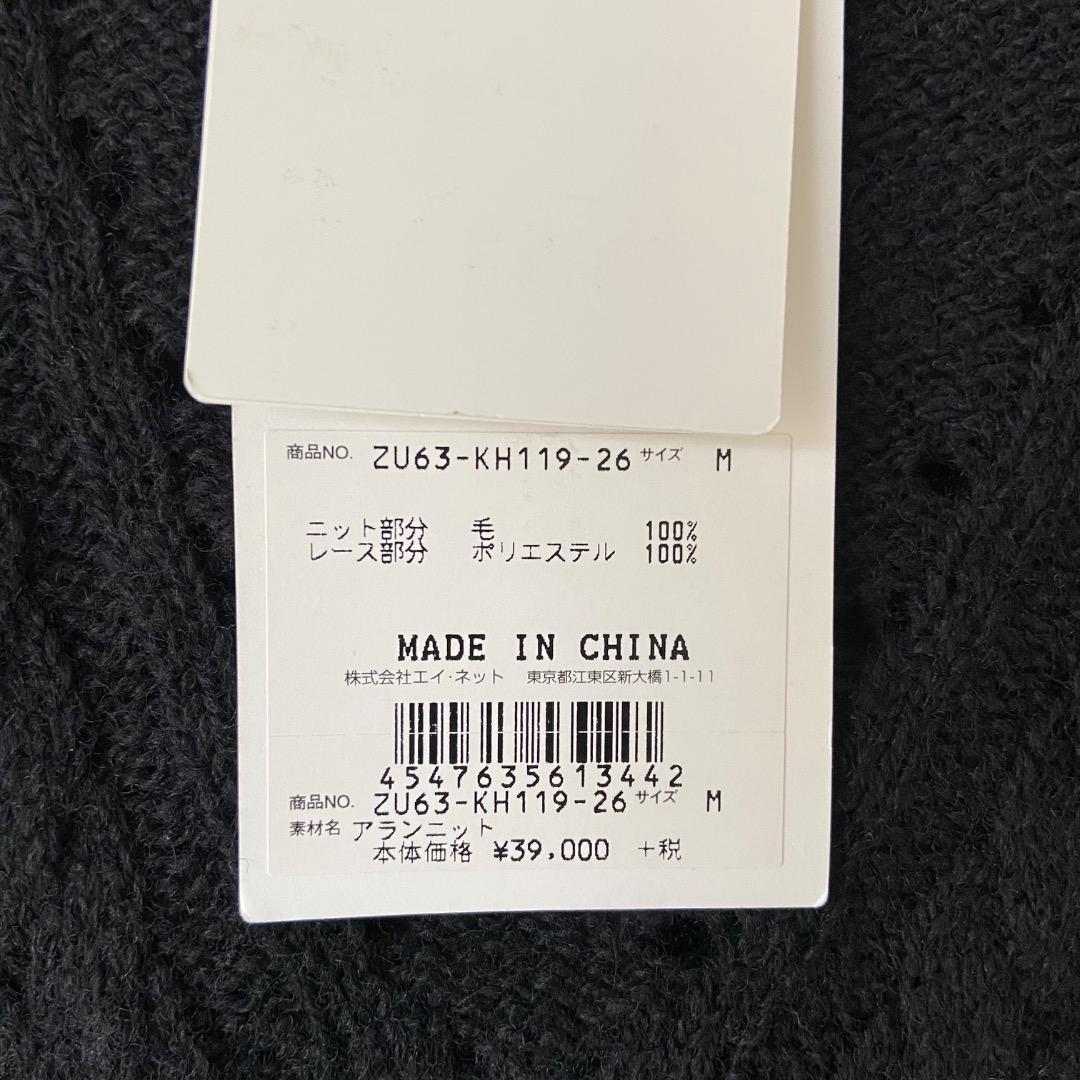 商品NO. ZU63-KH119-26 サイズ M
ニット部分 毛 100%
レース部分 ポリエステル 100%
MADE IN CHINA
株式会社エイ・ネット 東京都江東区新大橋1-1-11
4547635613442
商品NO. ZU63-KH119-26 サイズ M
素材名 アランニット
本体価格 ¥39,000 +税